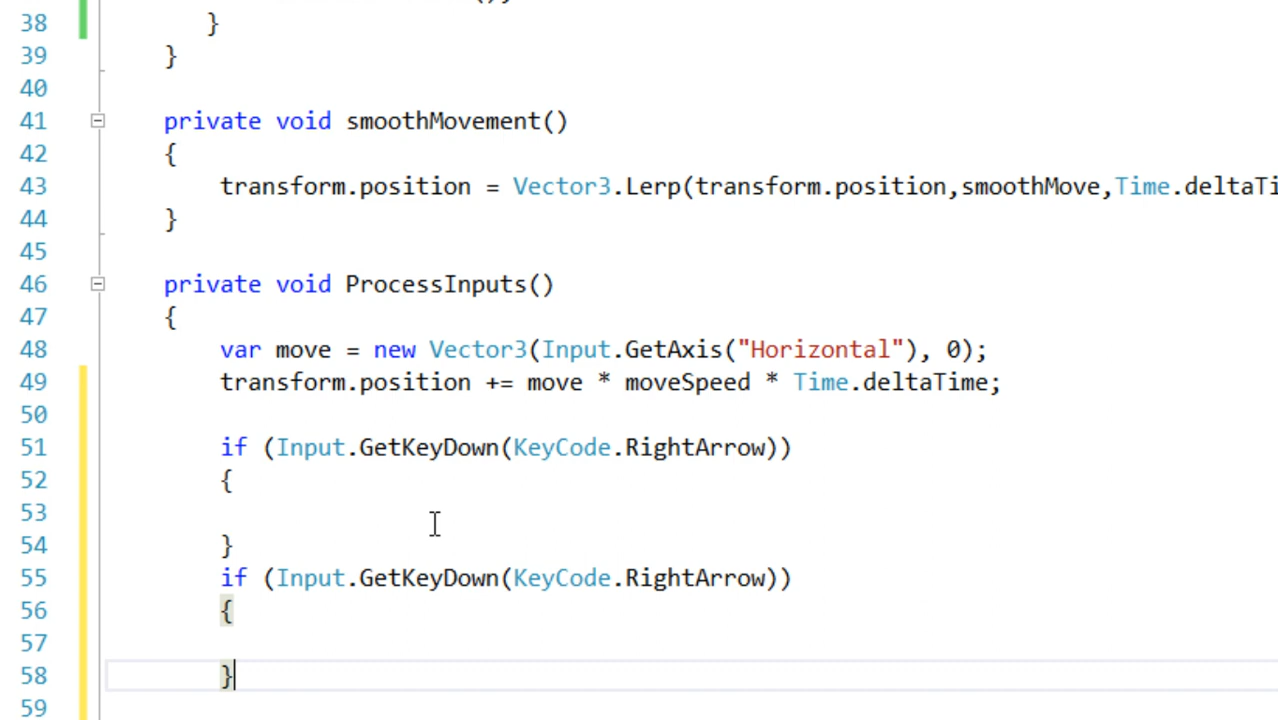 38 }
39 }
40
41 private void smoothMovement()
42 {
43 transform.position = Vector3.Lerp(transform.position,smoothMove,Time.deltaTi
44 }
45
46 private void ProcessInputs()
47 {
48 var move = new Vector3(Input.GetAxis("Horizontal"), 0);
49 transform.position += move * moveSpeed * Time.deltaTime;
50
51 if (Input.GetKeyDown(KeyCode.RightArrow))
52 {
53
54 }
55 if (Input.GetKeyDown(KeyCode.RightArrow))
56 {
57
58 }
59